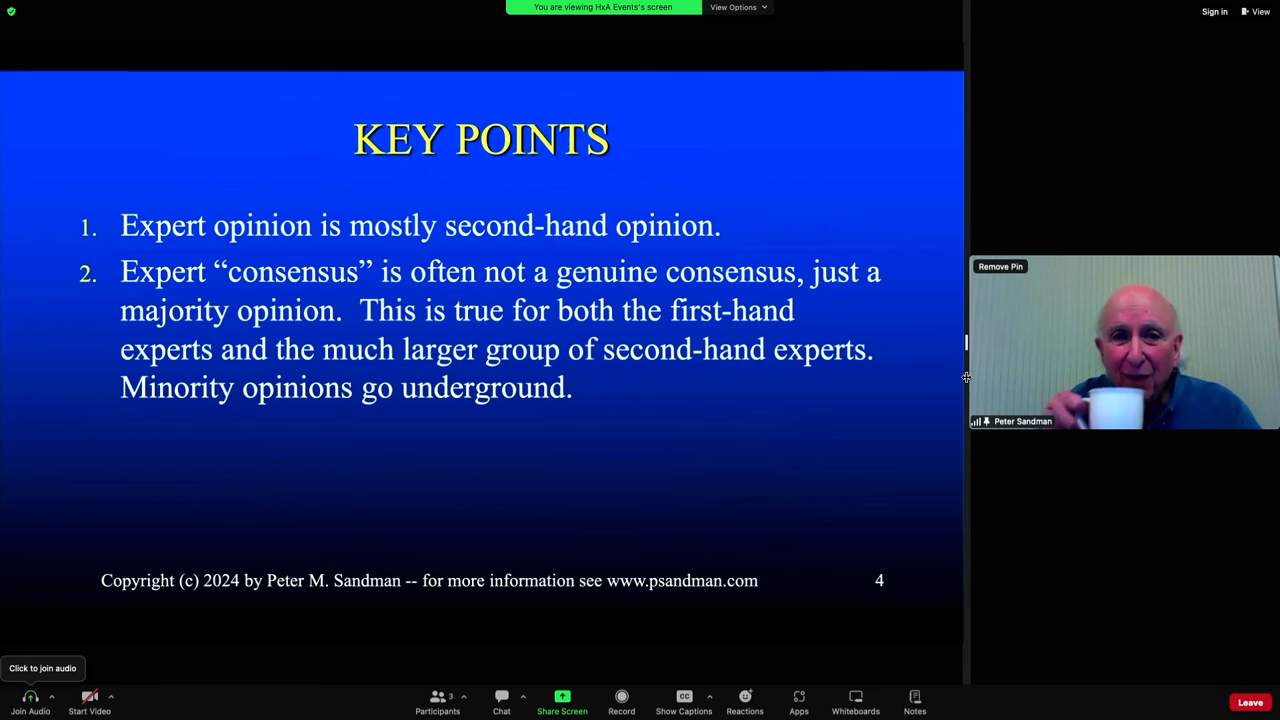 You are viewing HxA Events's screen
View Options
Sign in
View
KEY POINTS
1. Expert opinion is mostly second-hand opinion.
2. Expert “consensus” is often not a genuine consensus, just a
majority opinion.  This is true for both the first-hand
experts and the much larger group of second-hand experts.
Minority opinions go underground.
Remove Pin
Peter Sandman
Copyright (c) 2024 by Peter M. Sandman -- for more information see www.psandman.com
4
Click to join audio
Join Audio
Start Video
Participants
3
Chat
Share Screen
Record
CC
Show Captions
Reactions
Apps
Whiteboards
Notes
Leave